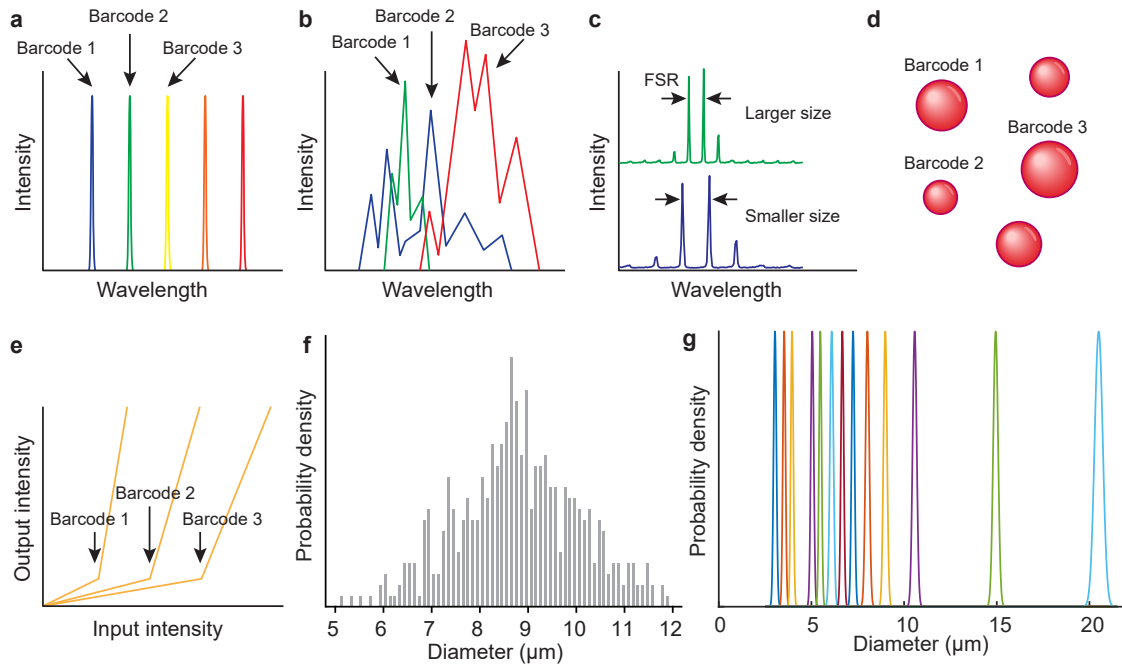 a
Barcode 1
Barcode 2
Barcode 3
Intensity
Wavelength
b
Barcode 1
Barcode 2
Barcode 3
Intensity
Wavelength
c
FSR
Larger size
Smaller size
Intensity
Wavelength
d
Barcode 1
Barcode 3
Barcode 2
e
Output intensity
Barcode 1
Barcode 2
Barcode 3
Input intensity
f
Probability density
5 6 7 8 9 10 11 12
Diameter (µm)
g
Probability density
0 5 10 15 20
Diameter (µm)